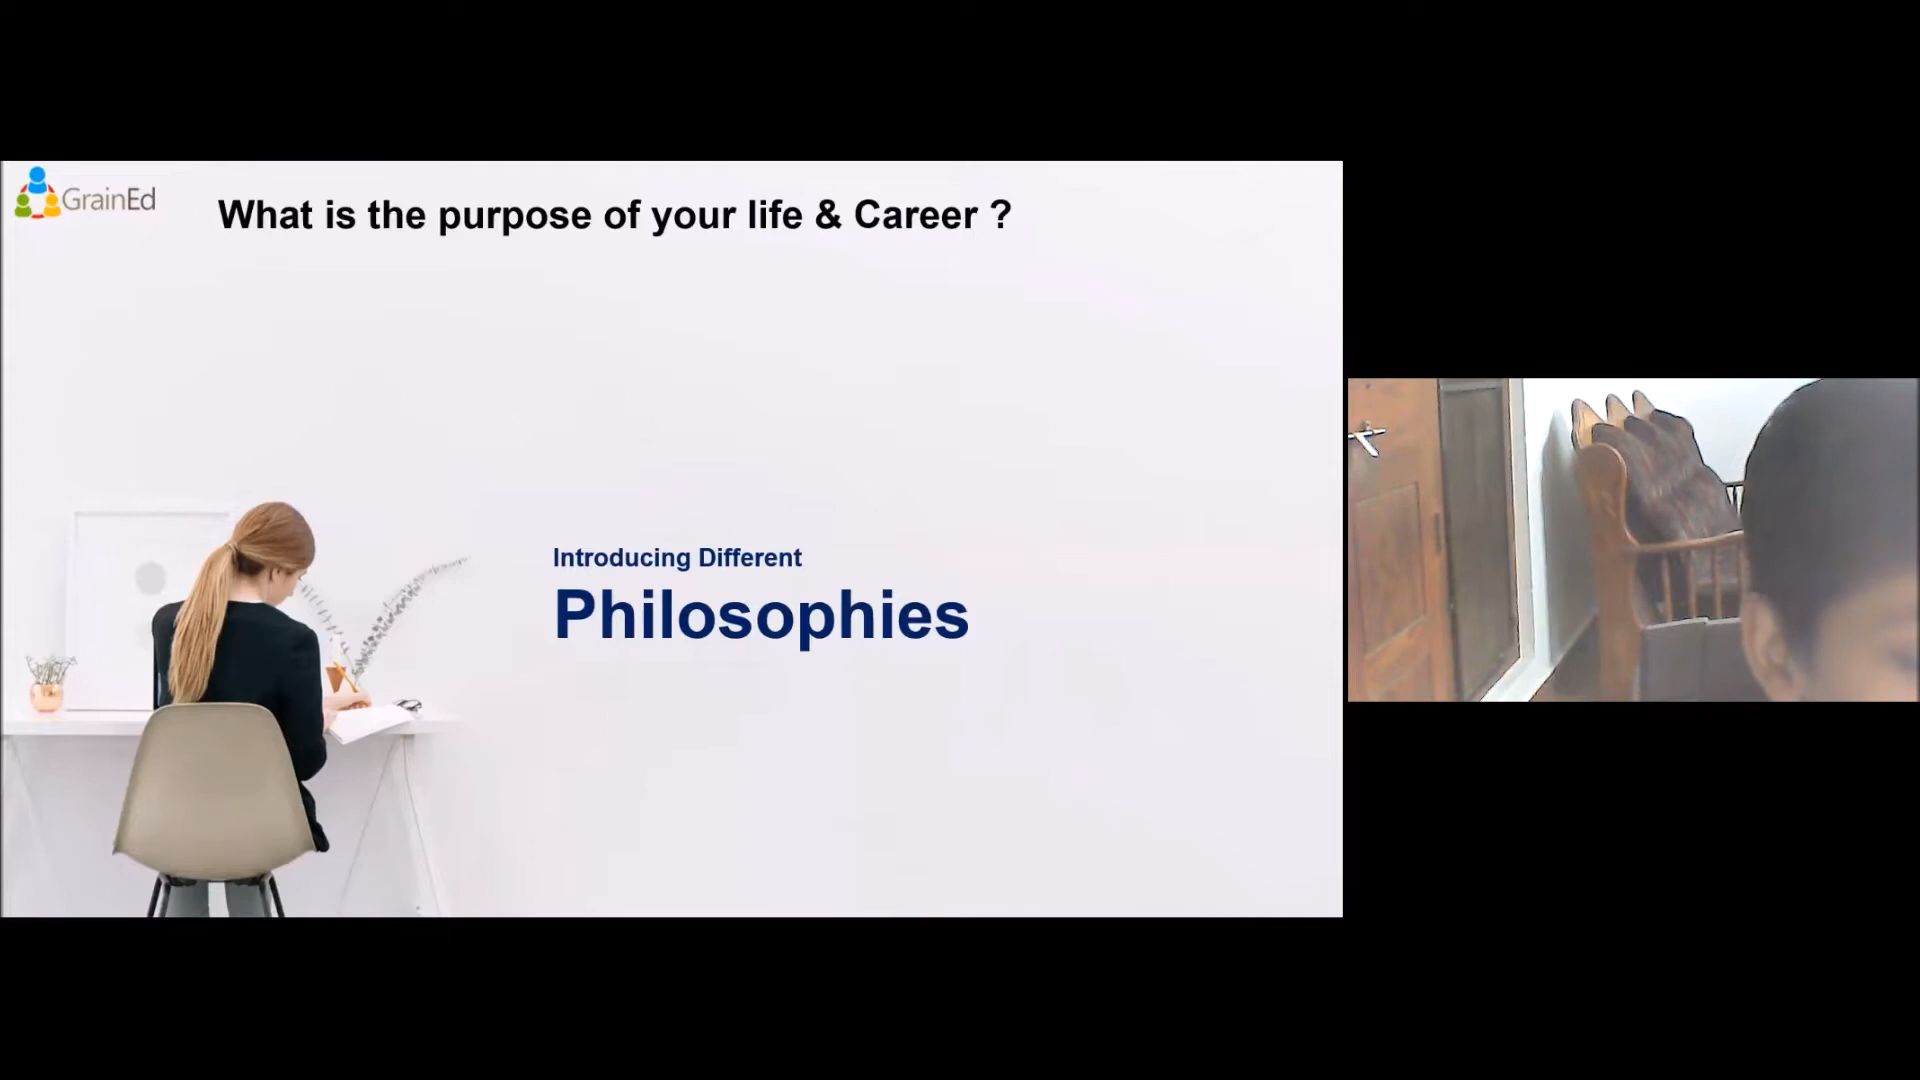 GrainEd
What is the purpose of your life & Career ?
Introducing Different
Philosophies